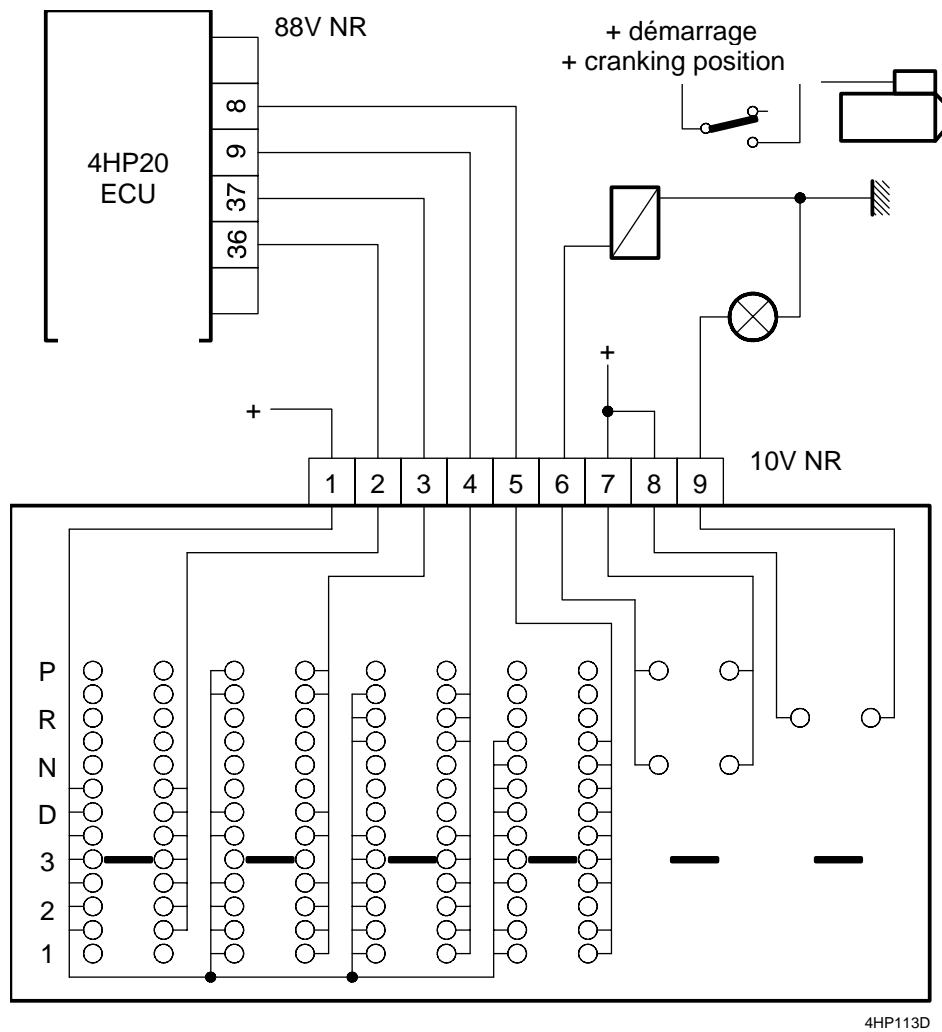 88V NR
+ démarrage
+ cranking position
8
9
37
36
4HP20
ECU
+
+
10V NR
1 2 3 4 5 6 7 8 9
P
R
N
D
3
2
1
4HP113D